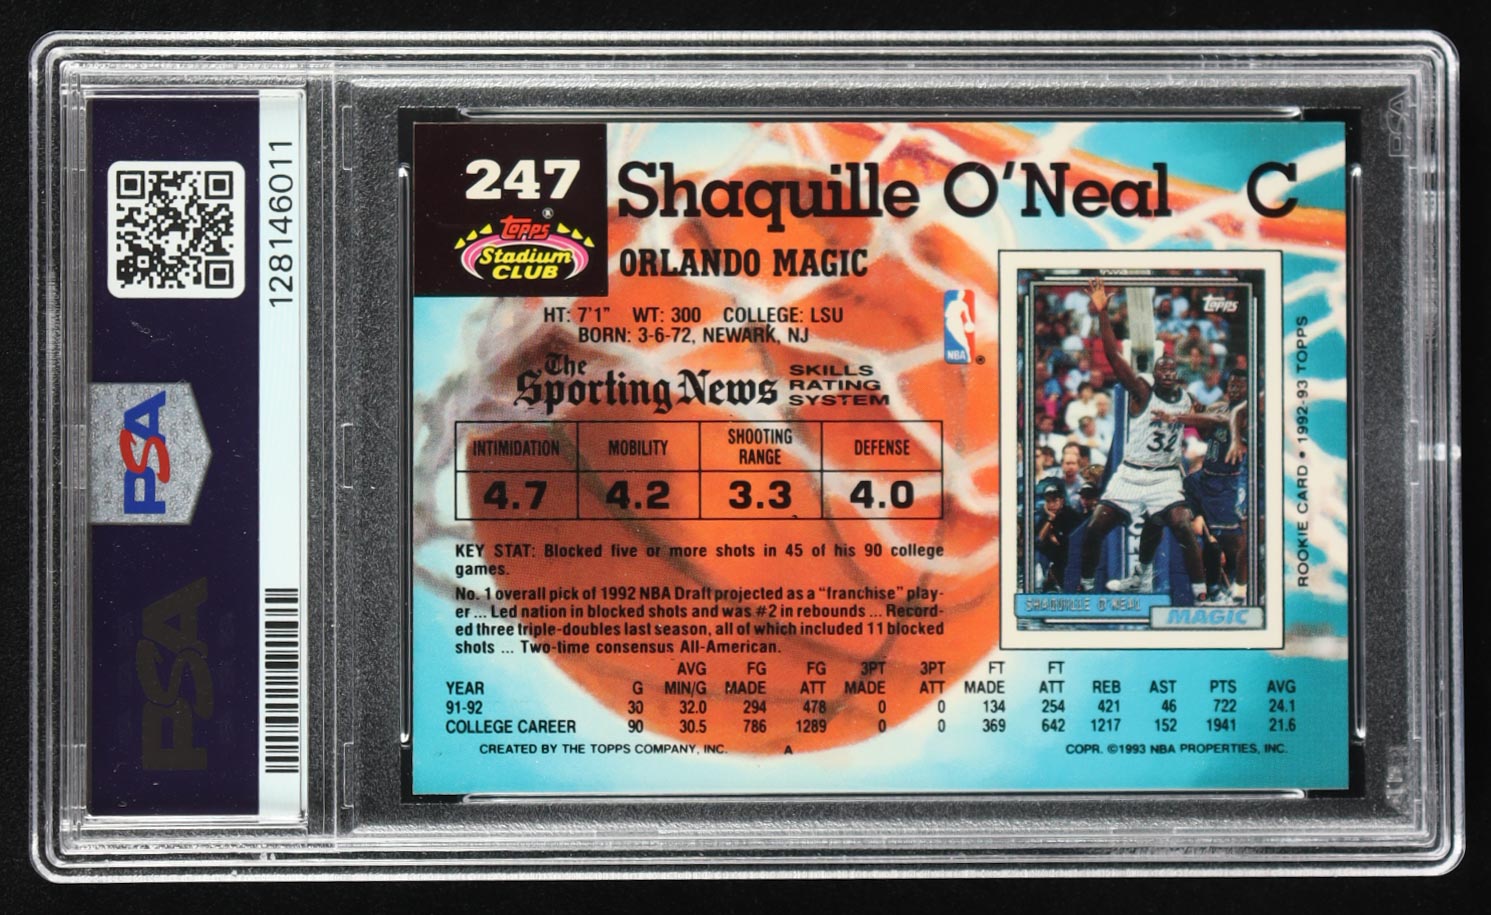 128146011
PSA
PSA
PSA
247
Topps®
Stadium
CLUB
Shaquille O'Neal C
ORLANDO MAGIC
HT: 7'1" WT: 300 COLLEGE: LSU
BORN: 3-6-72, NEWARK, NJ
NBA ®
The
Sporting News
SKILLS
RATING
SYSTEM
INTIMIDATION MOBILITY SHOOTING RANGE DEFENSE
4.7 4.2 3.3 4.0
KEY STAT: Blocked five or more shots in 45 of his 90 college
games.
No. 1 overall pick of 1992 NBA Draft projected as a "franchise" play-
er ... Led nation in blocked shots and was #2 in rebounds ... Record-
ed three triple-doubles last season, all of which included 11 blocked
shots ... Two-time consensus All-American.
Topps
32
SHAQUILLE O'NEAL
MAGIC
ROOKIE CARD • 1992-93 TOPPS
AVG FG FG 3PT 3PT FT FT
YEAR G MIN/G MADE ATT MADE ATT MADE ATT REB AST PTS AVG
91-92 30 32.0 294 478 0 0 134 254 421 46 722 24.1
COLLEGE CAREER 90 30.5 786 1289 0 0 369 642 1217 152 1941 21.6
CREATED BY THE TOPPS COMPANY, INC. A COPR. ©1993 NBA PROPERTIES, INC.